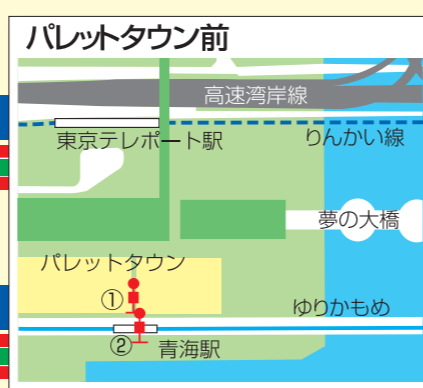 パレットタウン前
高速湾岸線
東京テレポート駅
りんかい線
夢の大橋
パレットタウン
①
ゆりかもめ
②
青海駅